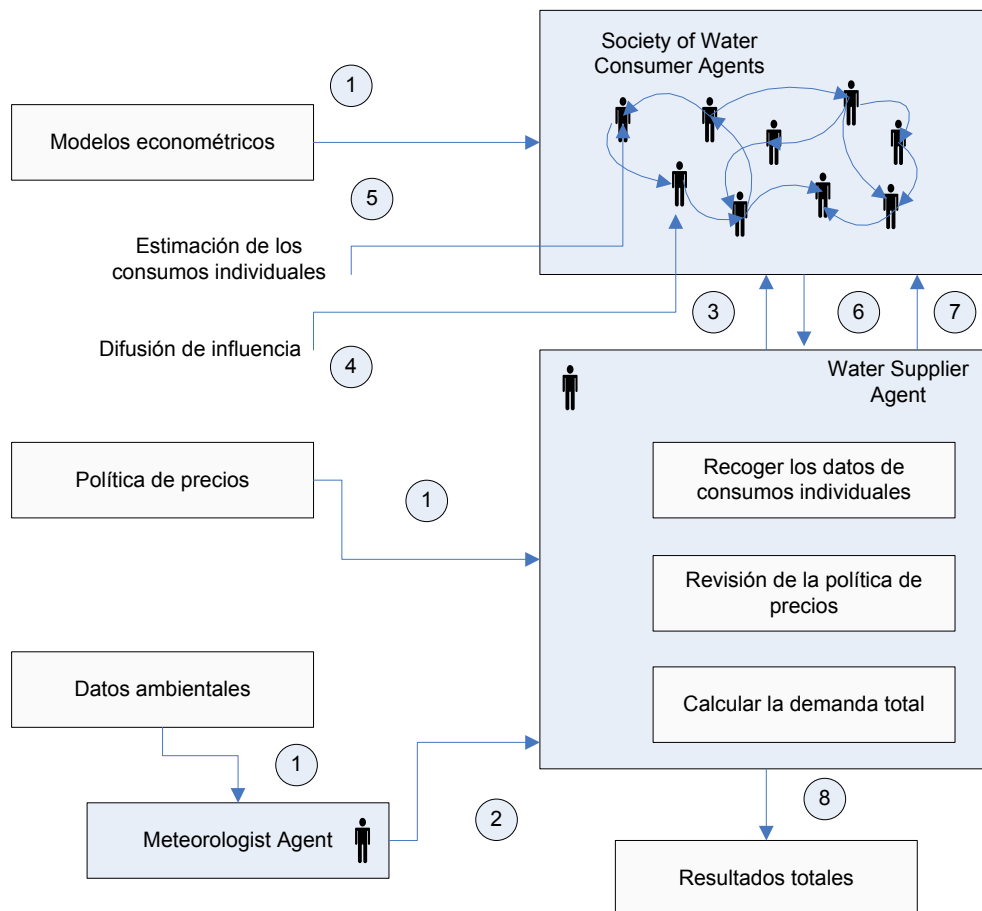 Society of Water
Consumer Agents
1
Modelos econométricos
5
Estimación de los
consumos individuales
3
6
7
Difusión de influencia
4
Water Supplier
Agent
Política de precios
1
Recoger los datos de
consumos individuales
Revisión de la política de
precios
Datos ambientales
Calcular la demanda total
1
2
8
Meteorologist Agent
Resultados totales